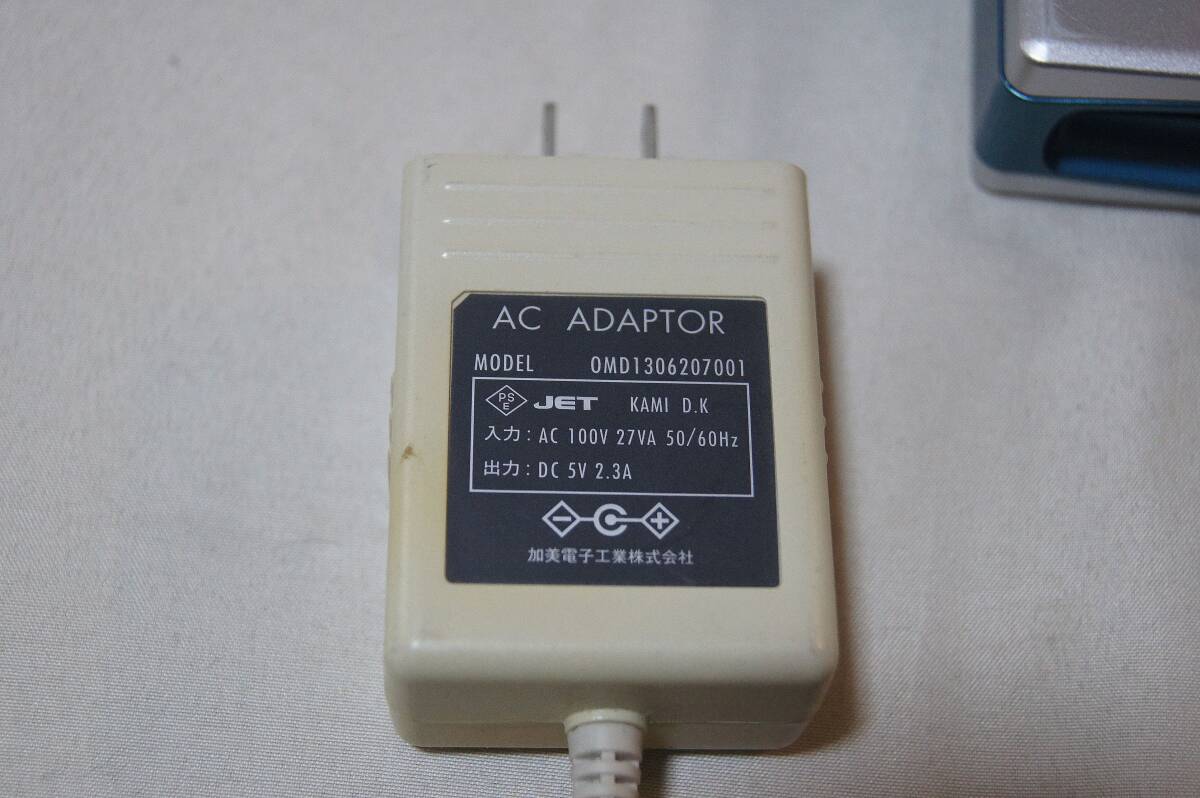 AC ADAPTOR
MODEL OMD1306207001
PSE JET KAMI D.K
入力: AC 100V 27VA 50/60Hz
出力: DC 5V 2.3A
加美電子工業株式会社